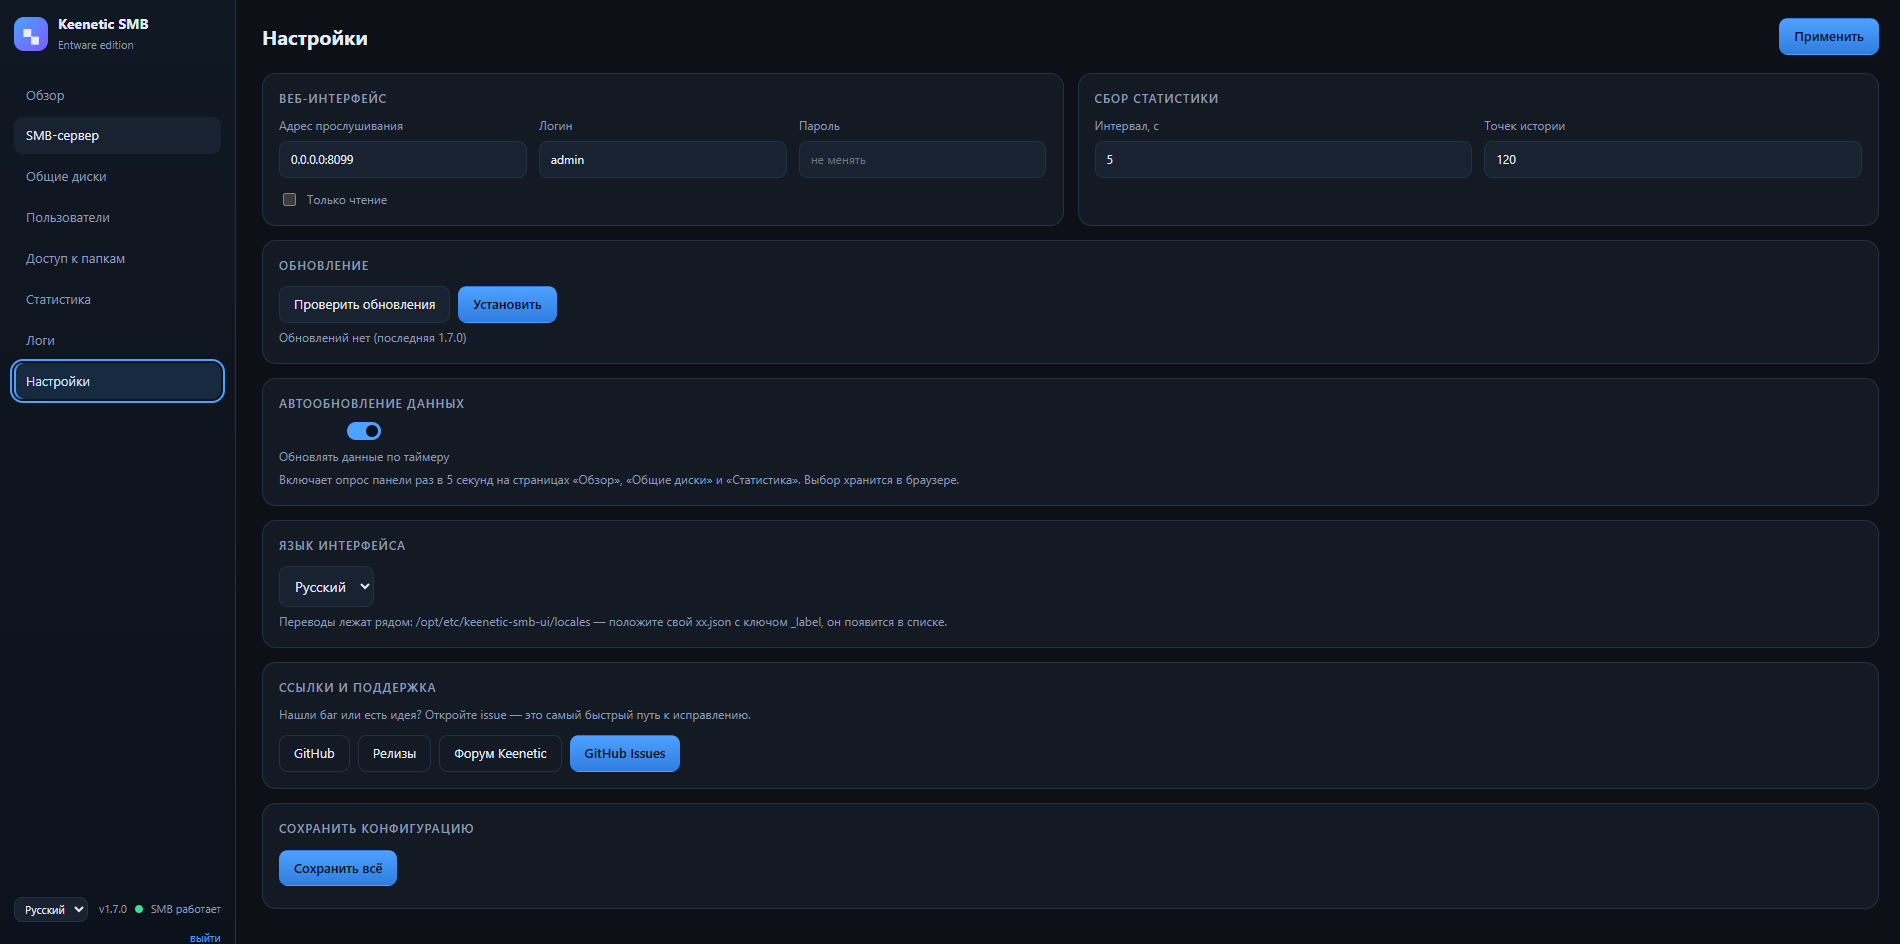 Keenetic SMB
Entware edition
Обзор
SMB-сервер
Общие диски
Пользователи
Доступ к папкам
Статистика
Логи
Настройки
Русский
v1.7.0
SMB работает
выйти
Настройки
Применить
ВЕБ-ИНТЕРФЕЙС
Адрес прослушивания
Логин
Пароль
0.0.0.0:8099
admin
не менять
Только чтение
СБОР СТАТИСТИКИ
Интервал, с
Точек истории
5
120
ОБНОВЛЕНИЕ
Проверить обновления
Установить
Обновлений нет (последняя 1.7.0)
АВТООБНОВЛЕНИЕ ДАННЫХ
Обновлять данные по таймеру
Включает опрос панели раз в 5 секунд на страницах «Обзор», «Общие диски» и «Статистика». Выбор хранится в браузере.
ЯЗЫК ИНТЕРФЕЙСА
Русский
Переводы лежат рядом: /opt/etc/keenetic-smb-ui/locales — положите свой xx.json с ключом _label, он появится в списке.
ССЫЛКИ И ПОДДЕРЖКА
Нашли баг или есть идея? Откройте issue — это самый быстрый путь к исправлению.
GitHub
Релизы
Форум Keenetic
GitHub Issues
СОХРАНИТЬ КОНФИГУРАЦИЮ
Сохранить всё